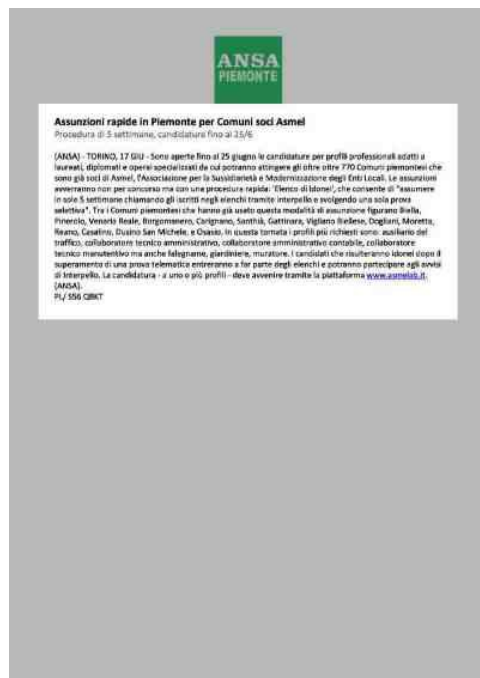 ANSA
PIEMONTE
Assunzioni rapide in Piemonte per Comuni soci Asmel
Procedura di 5 settimane, candidature fino al 25/6
(ANSA) - TORINO, 17 GIU - Sono aperte fino al 25 giugno le candidature per profili professionali adatti a
laureati, diplomati e operai specializzati da cui potranno attingere gli oltre oltre 770 Comuni piemontesi che
sono già soci di Asmel, l'Associazione per la Sussidiarietà e Modernizzazione degli Enti Locali. Le assunzioni
avverranno non per concorso ma con una procedura rapida: 'Elenco di Idonei', che consente di "assumere
in sole 5 settimane chiamando gli iscritti negli elenchi tramite interpello e svolgendo una sola prova
selettiva". Tra i Comuni piemontesi che hanno già usato questa modalità di assunzione figurano Biella,
Pinerolo, Venaria Reale, Borgomanero, Carignano, Santhià, Gattinara, Vigliano Biellese, Dogliani, Moretta,
Reano, Casalino, Dusino San Michele, e Osasio. In questa tornata i profili più richiesti sono: ausiliario del
traffico, collaboratore tecnico amministrativo, collaboratore amministrativo contabile, collaboratore
tecnico manutentivo ma anche falegname, giardiniere, muratore. I candidati che risulteranno idonei dopo il
superamento di una prova telematica entreranno a far parte degli elenchi e potranno partecipare agli avvisi
di interpello. La candidatura - a uno o più profili - deve avvenire tramite la piattaforma www.asmelab.it.
(ANSA).
PL/ S56 QBKT